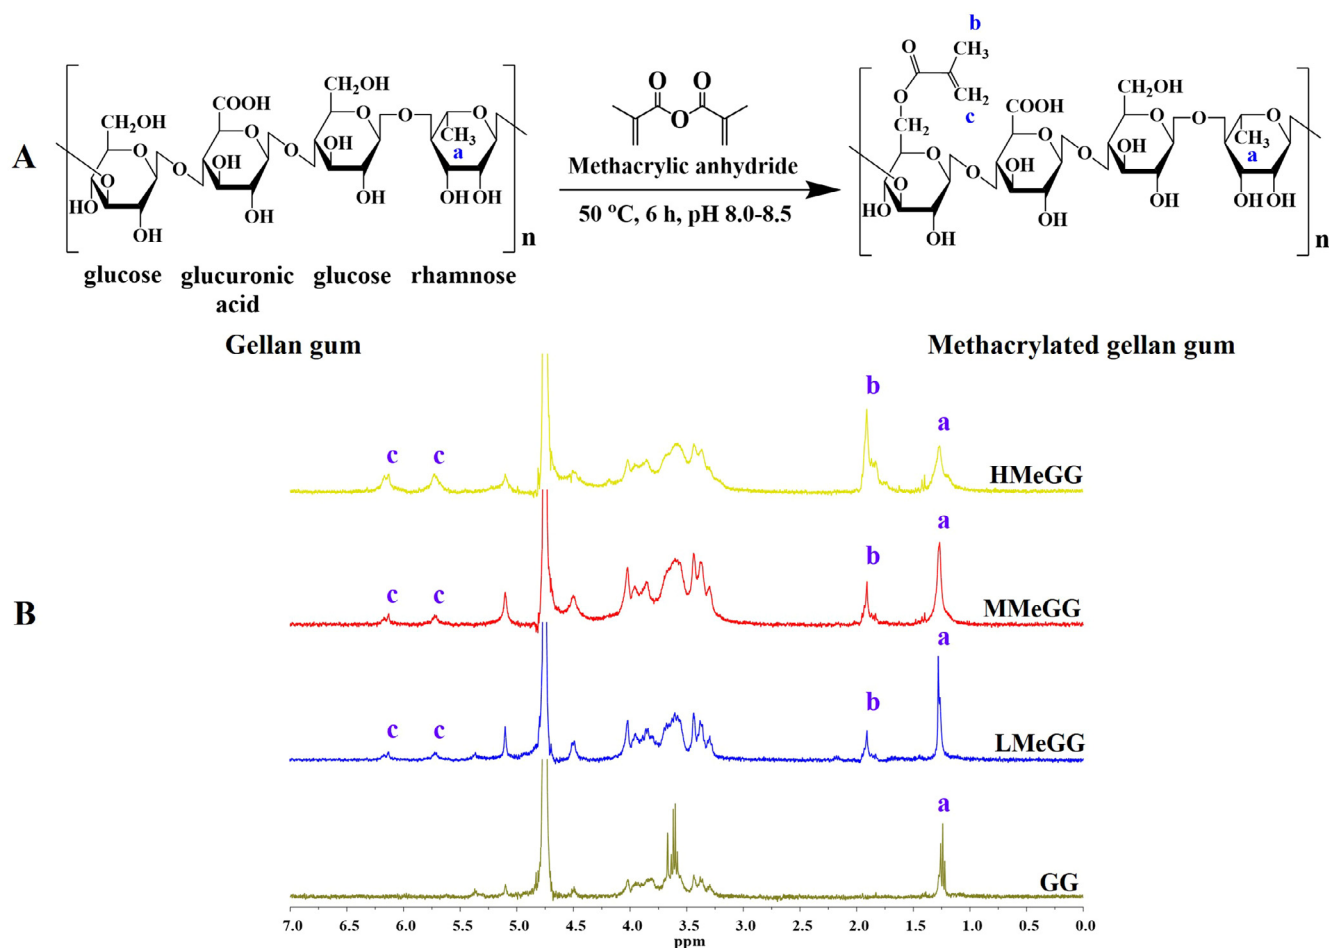 A
CH₂OH
O
O
HO
OH
COOH
O
OH
OH
O
CH₂OH
O
OH
OH
O
O
CH₃
a
OH OH
n
glucose
glucuronic
acid
glucose
rhamnose
Gellan gum
O O
O
Methacrylic anhydride
50 °C, 6 h, pH 8.0-8.5
b
CH₃
O
O
CH₂
c
CH₂
O
O
HO
OH
O
COOH
O
OH
OH
O
CH₂OH
O
OH
OH
O
O
CH₃
a
OH OH
n
Methacrylated gellan gum
B
c c b a
HMeGG
c c b a
MMeGG
c c b a
LMeGG
a
GG
7.0 6.5 6.0 5.5 5.0 4.5 4.0 3.5 3.0 2.5 2.0 1.5 1.0 0.5 0.0
ppm